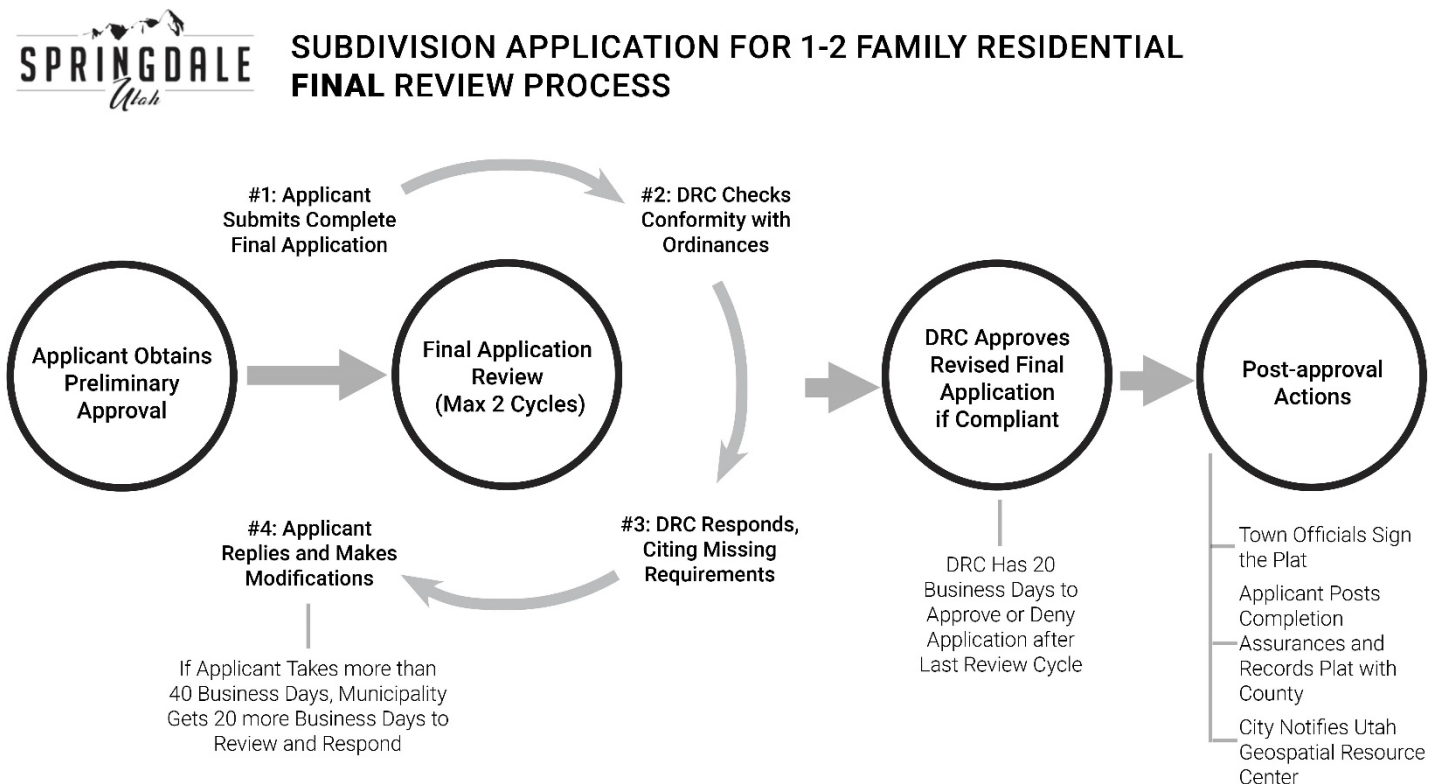 SPRINGDALE
Utah
SUBDIVISION APPLICATION FOR 1-2 FAMILY RESIDENTIAL
FINAL REVIEW PROCESS
#1: Applicant
Submits Complete
Final Application
#2: DRC Checks
Conformity with
Ordinances
Applicant Obtains
Preliminary
Approval
Final Application
Review
(Max 2 Cycles)
DRC Approves
Revised Final
Application
if Compliant
Post-approval
Actions
#4: Applicant
Replies and Makes
Modifications
#3: DRC Responds,
Citing Missing
Requirements
If Applicant Takes more than
40 Business Days, Municipality
Gets 20 more Business Days to
Review and Respond
DRC Has 20
Business Days to
Approve or Deny
Application after
Last Review Cycle
Town Officials Sign
the Plat
Applicant Posts
Completion
Assurances and
Records Plat with
County
City Notifies Utah
Geospatial Resource
Center